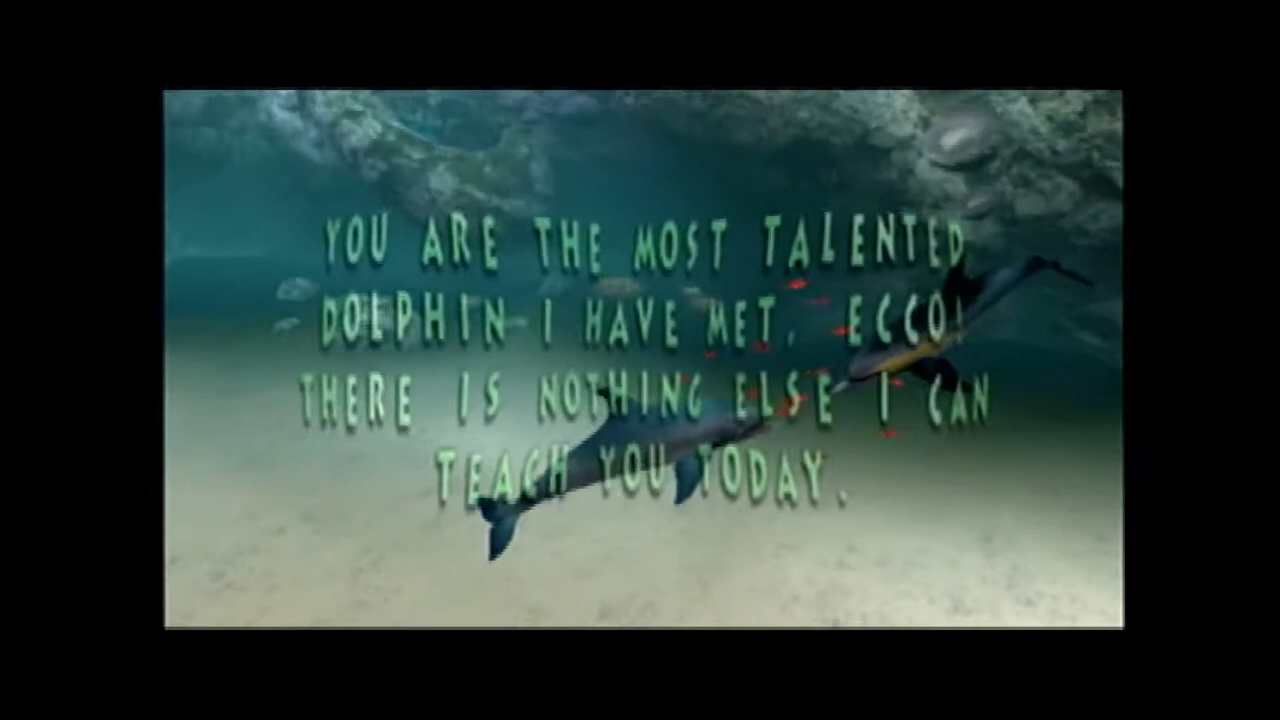 YOU ARE THE MOST TALENTED
DOLPHIN I HAVE MET, ECCO!
THERE IS NOTHING ELSE I CAN
TEACH YOU TODAY.